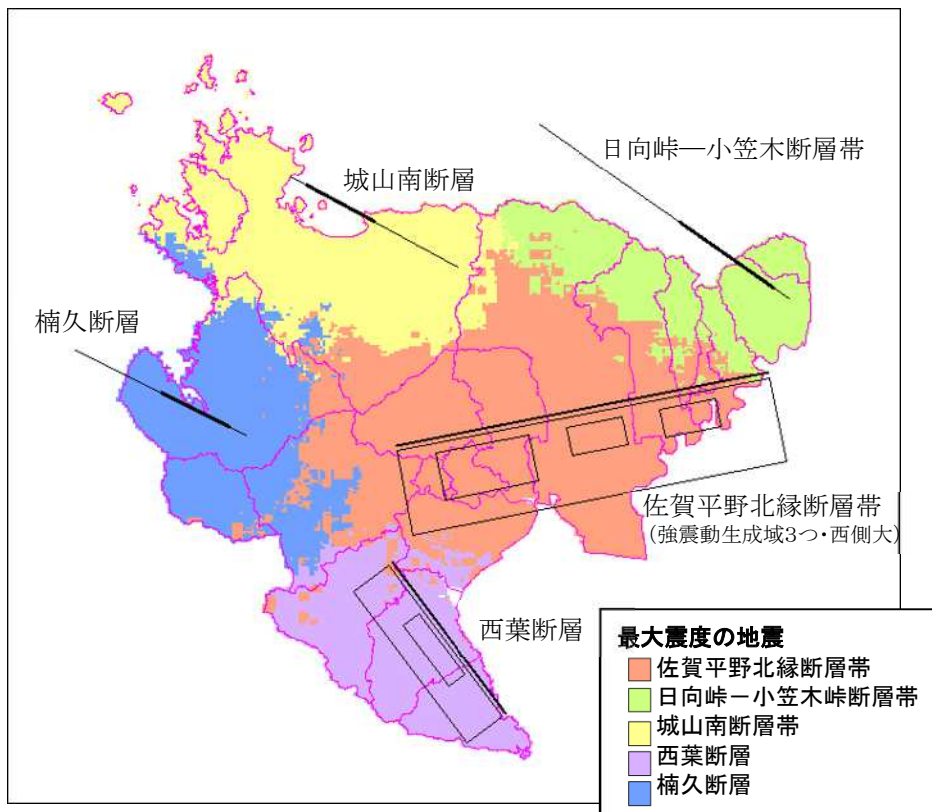 日向峠―小笠木断層帯
城山南断層
楠久断層
佐賀平野北縁断層帯
(強震動生成域3つ・西側大)
西葉断層
最大震度の地震
佐賀平野北縁断層帯
日向峠－小笠木峠断層帯
城山南断層帯
西葉断層
楠久断層